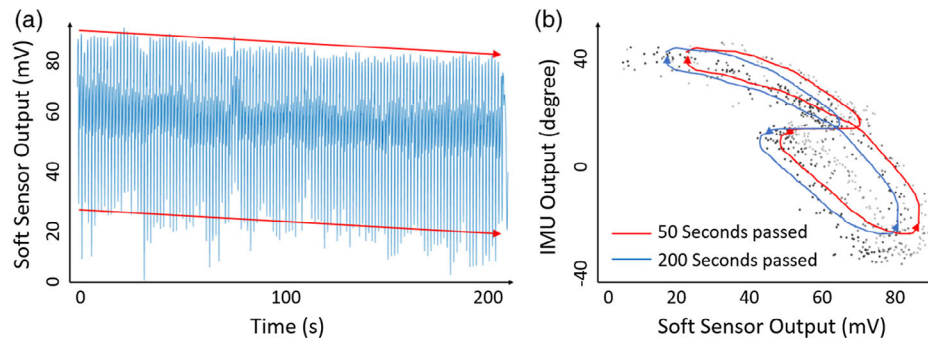 (a)
Soft Sensor Output (mV)
80
60
40
20
0
0 100 200
Time (s)
(b)
IMU Output (degree)
40
0
-40
50 Seconds passed
200 Seconds passed
0 20 40 60 80
Soft Sensor Output (mV)